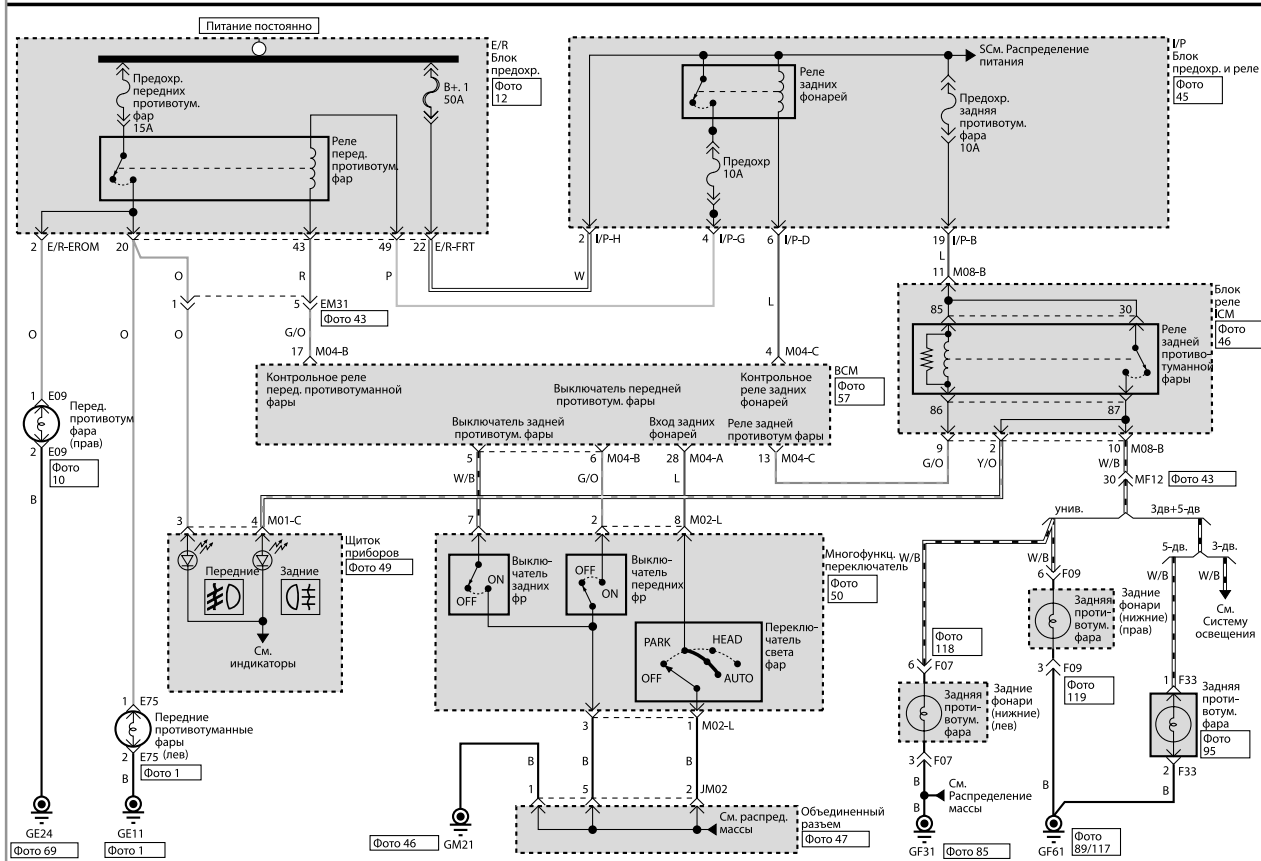 Питание постоянно
E/R
Блок
предохр.
Фото
12
Предохр.
передних
противотум.
фар
15А
В+. 1
50А
Реле
перед.
противотум.
фар
SСм. Распределение
питания
I/P
Блок
предохр. и реле
Фото
45
Реле
задних
фонарей
Предохр
10А
Предохр.
задняя
противотум.
фара
10А
2
E/R-EROM
20
43
49
22
E/R-FRT
2
I/P-H
4
I/P-G
6
I/P-D
19
I/P-B
O
R
P
W
L
L
11
M08-B
1
5
EM31
Фото 43
O
O
O
G/O
17
M04-B
4
M04-C
Блок
реле
ICM
Фото
46
85
30
Реле
задней
противо-
туманной
фары
86
87
9
2
10
M08-B
G/O
Y/O
W/B
30
MF12
Фото 43
BCM
Фото
57
Контрольное реле
перед. противотуманной
фары
Выключатель передней
противотум. фары
Контрольное
реле задних
фонарей
Выключатель задней
противотум. фары
Вход задних
фонарей
Реле задней
противотум фары
5
6
M04-B
28
M04-A
13
M04-C
W/B
G/O
L
1
E09
Перед.
противотум
фара
(прав)
2
E09
Фото
10
B
3
4
M01-C
Щиток
приборов
Фото 49
Передние
Задние
См.
индикаторы
7
2
8
M02-L
Многофункц.
переключатель
Фото
50
Выклю-
чатель
задних
фр
ON
OFF
OFF
ON
Выклю-
чатель
передних
фр
Переклю-
чатель
света
фар
PARK
HEAD
OFF
AUTO
3
1
M02-L
B
B
B
1
5
2
JM02
См. распред.
массы
Объединенный
разъем
Фото 47
Фото 46
GM21
1
E75
Передние
противотуманные
фары
(лев)
2
E75
Фото 1
B
GE24
Фото 69
GE11
Фото 1
унив.
3дв+5-дв
5-дв.
3-дв.
W/B
W/B
W/B
W/B
См.
Систему
освещения
6
F09
Задняя
проти-
вотум.
фара
Задние
фонари
(нижние)
(прав)
3
F09
Фото
119
Фото
118
6
F07
Задняя
проти-
вотум.
фара
Задние
фонари
(нижние)
(лев)
3
F07
B
См.
Распределение
массы
B
GF31
Фото 85
1
F33
Задняя
проти-
вотум.
фара
Фото
95
2
F33
B
B
GF61
Фото
89/117